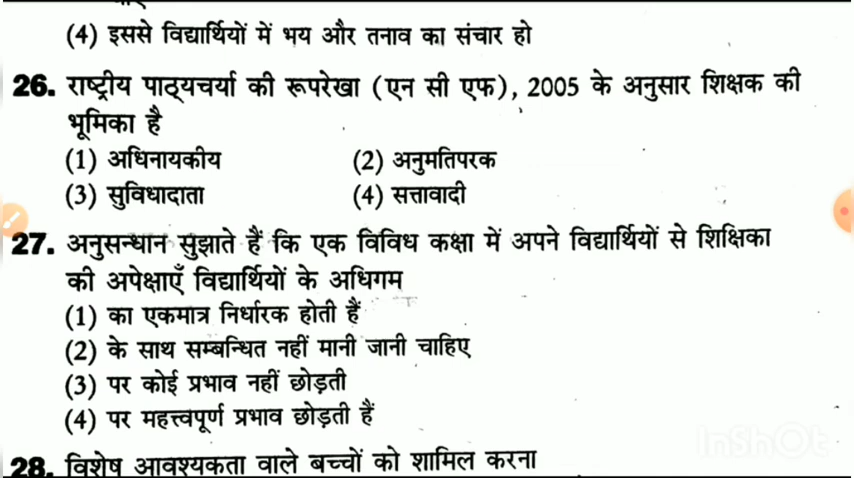 (4) इससे विद्यार्थियों में भय और तनाव का संचार हो
26. राष्ट्रीय पाठ्यचर्या की रूपरेखा (एन सी एफ), 2005 के अनुसार शिक्षक की
भूमिका है
(1) अधिनायकीय (2) अनुमतिपरक
(3) सुविधादाता (4) सत्तावादी
27. अनुसन्धान सुझाते हैं कि एक विविध कक्षा में अपने विद्यार्थियों से शिक्षिका
की अपेक्षाएँ विद्यार्थियों के अधिगम
(1) का एकमात्र निर्धारक होती हैं
(2) के साथ सम्बन्धित नहीं मानी जानी चाहिए
(3) पर कोई प्रभाव नहीं छोड़ती
(4) पर महत्त्वपूर्ण प्रभाव छोड़ती हैं
InShOt
28. विशेष आवश्यकता वाले बच्चों को शामिल करना